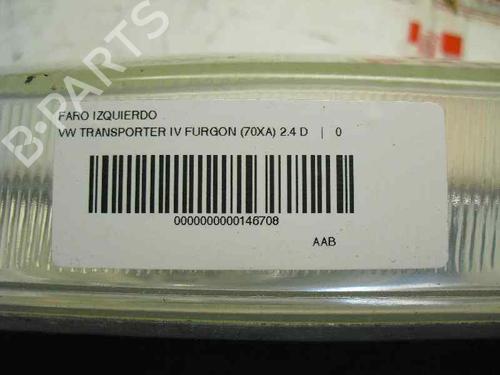 B-PARTS
FARO IZQUIERDO
VW TRANSPORTER IV FURGON (70XA) 2.4 D | 0
0000000000146708
AAB